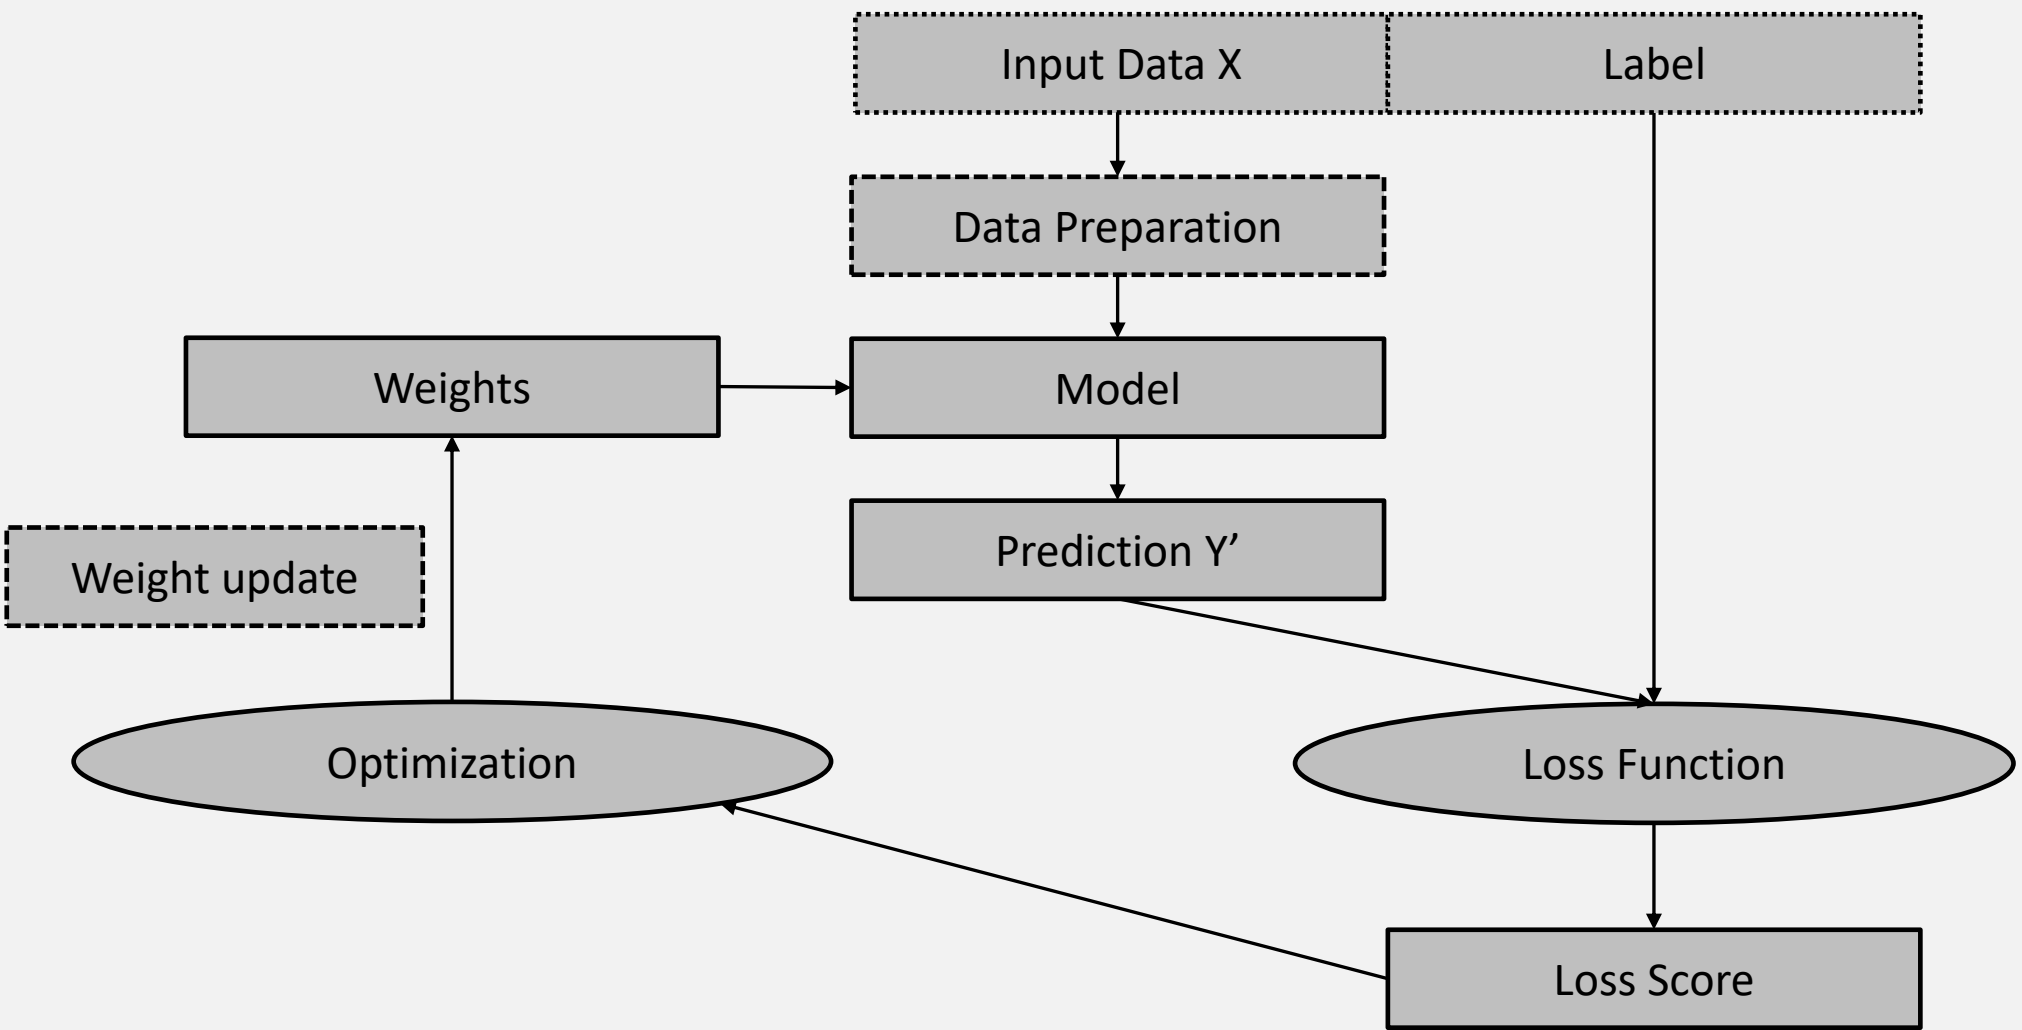 Input Data X
Label
Data Preparation
Weights
Model
Prediction Y’
Weight update
Optimization
Loss Function
Loss Score